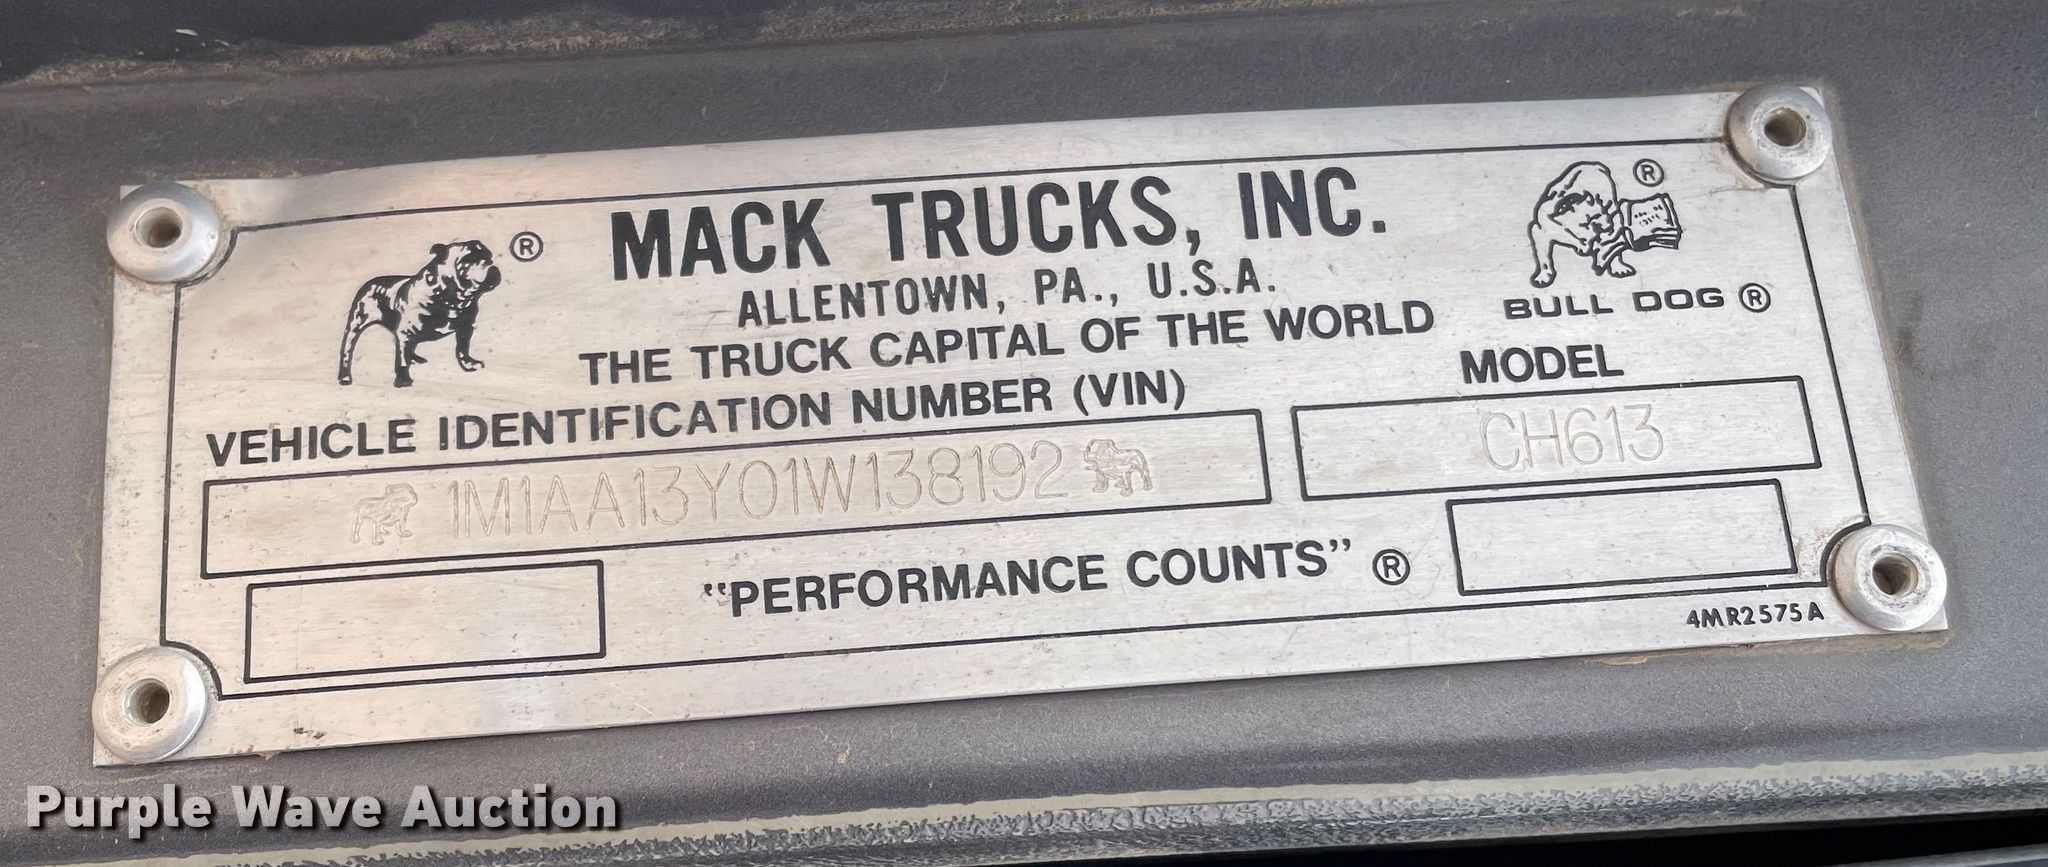 MACK TRUCKS, INC.
ALLENTOWN, PA., U.S.A.
THE TRUCK CAPITAL OF THE WORLD
®
®
BULL DOG ®
VEHICLE IDENTIFICATION NUMBER (VIN)
MODEL
1M1AA13Y01W138192
CH613
"PERFORMANCE COUNTS" ®
4MR2575A
Purple Wave Auction